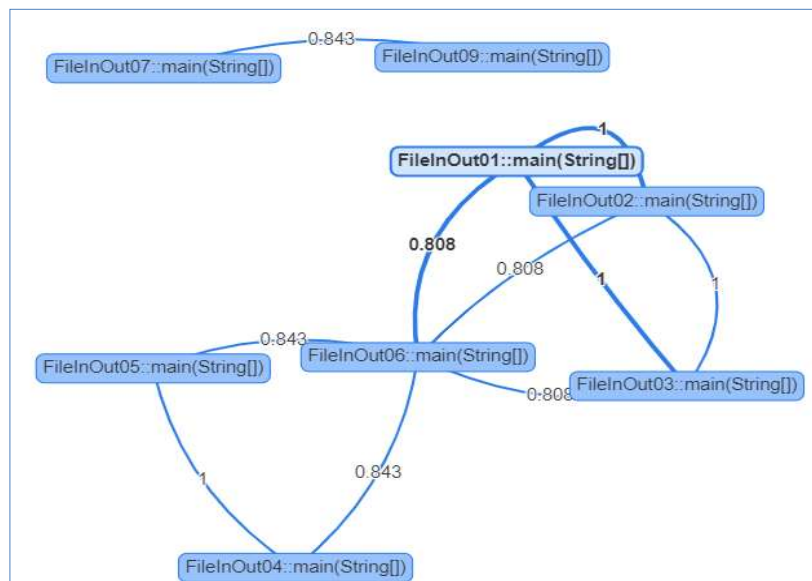 0.843
FileInOut07::main(String[])
FileInOut09::main(String[])
1
FileInOut01::main(String[])
FileInOut02::main(String[])
0.808
0.808
1
1
0.843
FileInOut06::main(String[])
FileInOut05::main(String[])
FileInOut03::main(String[])
0.808
0.843
1
FileInOut04::main(String[])